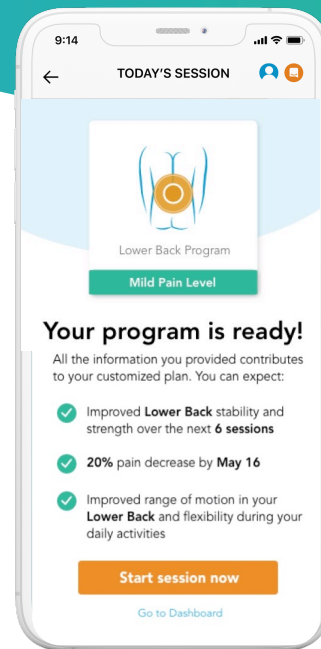 9:14
TODAY'S SESSION
Lower Back Program
Mild Pain Level
Your program is ready!
All the information you provided contributes
to your customized plan. You can expect:
Improved Lower Back stability and
strength over the next 6 sessions
20% pain decrease by May 16
Improved range of motion in your
Lower Back and flexibility during your
daily activities
Start session now
Go to Dashboard